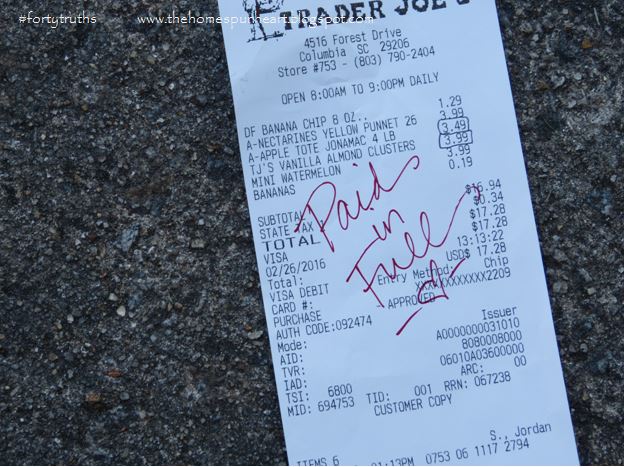 #fortytruths www.thehomespunheart.blogspot.com
TRADER JOE'S
4516 Forest Drive
Columbia SC 29206
Store #753 - (803) 790-2404
OPEN 8:00AM TO 9:00PM DAILY
DF BANANA CHIP 8 OZ.. 1.29
A-NECTARINES YELLOW PUNNET 26 3.99
A-APPLE TOTE JONAMAC 4 LB 3.49
TJ'S VANILLA ALMOND CLUSTERS 3.99
MINI WATERMELON 3.99
BANANAS 0.19
SUBTOTAL $16.94
STATE TAX $0.34
TOTAL $17.28
VISA $17.28
02/26/2016 13:13:22
Total: USD$ 17.28
VISA DEBIT Entry Method: Chip
CARD #: XXXXXXXXXXXX2209
PURCHASE - APPROVED
AUTH CODE:092474
Mode: Issuer
AID: A0000000031010
TVR: 8080008000
IAD: 06010A03600000
TSI: 6800 ARC: 00
MID: 694753 TID: 001 RRN: 067238
CUSTOMER COPY
Paid
in
Full
S., Jordan
ITEMS 6
01:13PM 0753 06 1117 2794